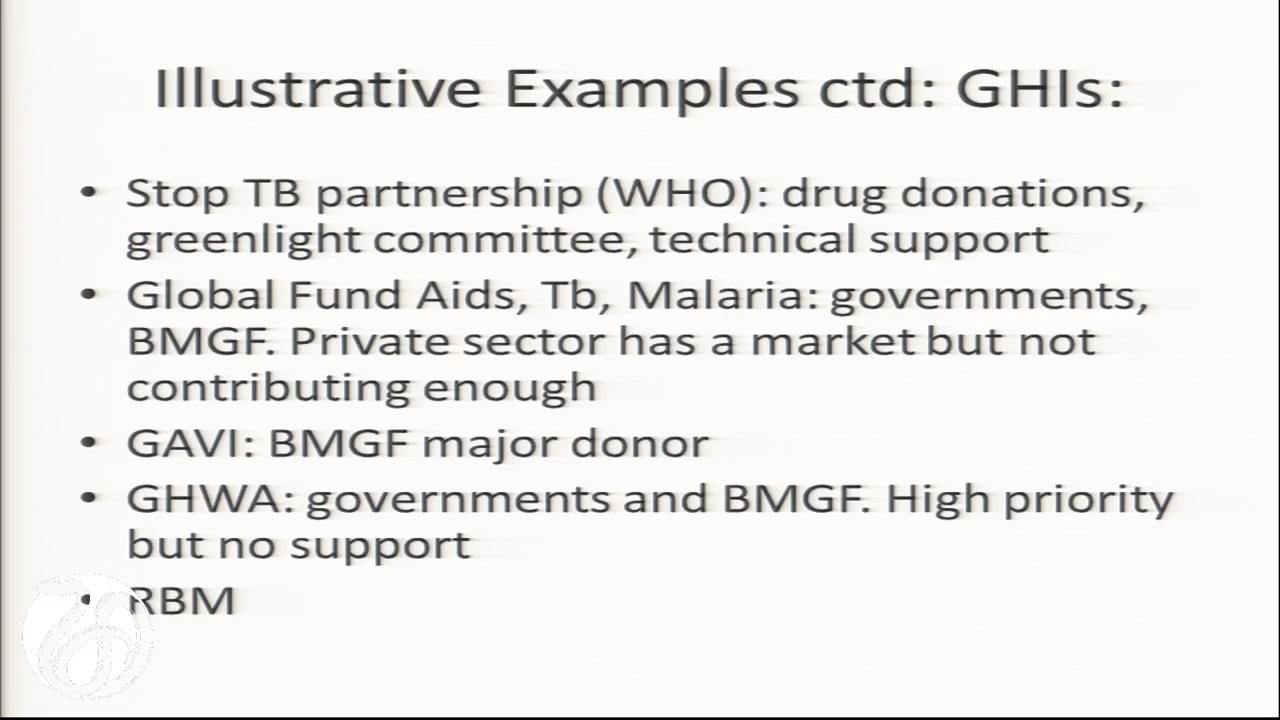 Illustrative Examples ctd: GHIs:
• Stop TB partnership (WHO): drug donations,
greenlight committee, technical support
• Global Fund Aids, Tb, Malaria: governments,
BMGF. Private sector has a market but not
contributing enough
• GAVI: BMGF major donor
• GHWA: governments and BMGF. High priority
but no support
• RBM